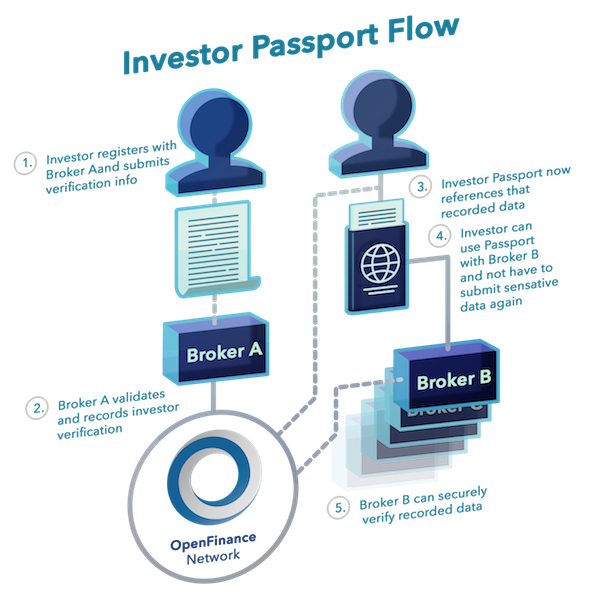 Investor Passport Flow
1. Investor registers with
Broker Aand submits
verification info
3. Investor Passport now
references that
recorded data
4. Investor can
use Passport
with Broker B
and not have to
submit sensative
data again
Broker A
Broker B
Broker C
2. Broker A validates
and records investor
verification
OpenFinance
Network
5. Broker B can securely
verify recorded data